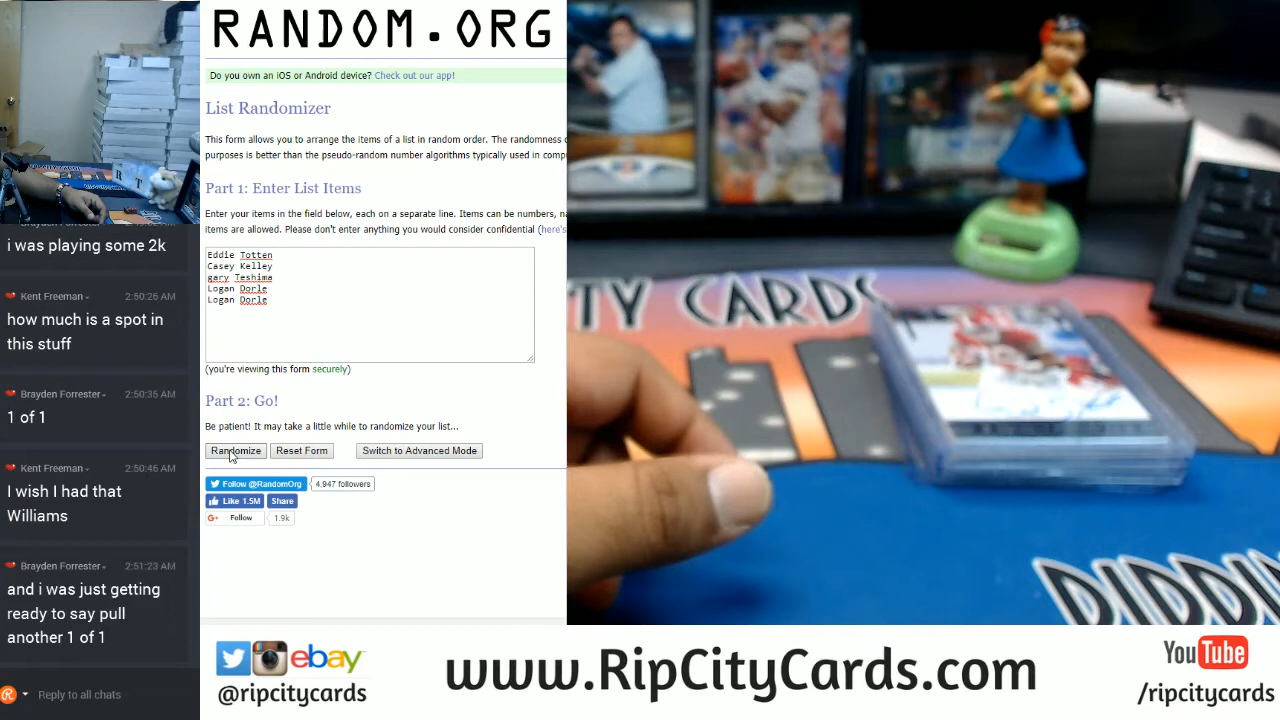 i was playing some 2k
Kent Freeman
2:50:26 AM
how much is a spot in
this stuff
Brayden Forrester
2:50:35 AM
1 of 1
Kent Freeman
2:50:46 AM
I wish I had that
Williams
Brayden Forrester
2:51:23 AM
and i was just getting
ready to say pull
another 1 of 1
Reply to all chats
RANDOM.ORG
Do you own an iOS or Android device? Check out our app!
List Randomizer
This form allows you to arrange the items of a list in random order. The randomness
purposes is better than the pseudo-random number algorithms typically used in comp
Part 1: Enter List Items
Enter your items in the field below, each on a separate line. Items can be numbers, na
items are allowed. Please don't enter anything you would consider confidential (here's
Eddie Totten
Casey Kelley
gary Teshima
Logan Dorle
Logan Dorle
(you're viewing this form securely)
Part 2: Go!
Be patient! It may take a little while to randomize your list...
Randomize
Reset Form
Switch to Advanced Mode
Follow @RandomOrg
4,947 followers
Like 1.5M
Share
G+ Follow
1.9k
TY CARDS
ebay
@ripcitycards
www.RipCityCards.com
YouTube
/ripcitycards